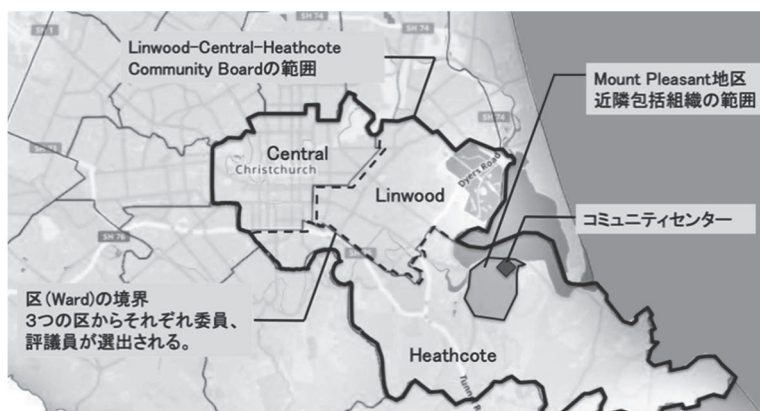 SH 74
SH 74
Linwood-Central-Heathcote
Community Boardの範囲
Mount Pleasant地区
近隣包括組織の範囲
SH 74
Central
Christchurch
Dyers Road
Linwood
コミュニティセンター
SH 76
区(Ward)の境界
3つの区からそれぞれ委員、
評議員が選出される。
Heathcote